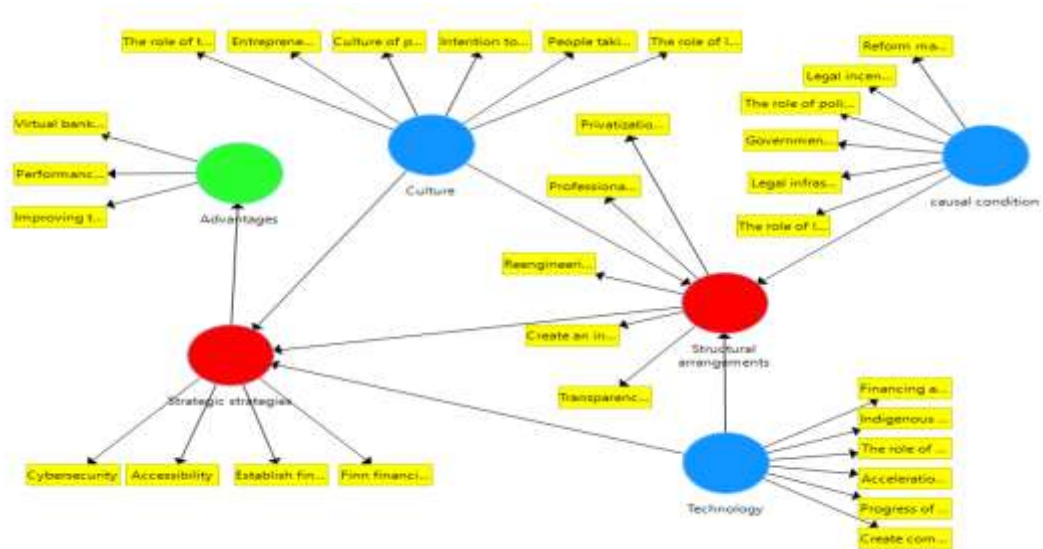 The role of t...
Entreprene...
Culture of p...
Intention to...
People taki...
The role of l...
Reform ma...
Legal incen...
The role of poli...
Governmen...
Legal infras...
The role of l...
causal condition
Virtual bank...
Performanc...
Improving t...
Advantages
Culture
Privatizatio...
Professiona...
Reengineeri...
Create an in...
Transparenc...
Structural
arrangements
Strategic strategies
Cybersecurity
Accessibility
Establish fin...
Finn financi...
Financing a...
Indigenous ...
The role of ...
Acceleratio...
Progress of ...
Create com...
Technology